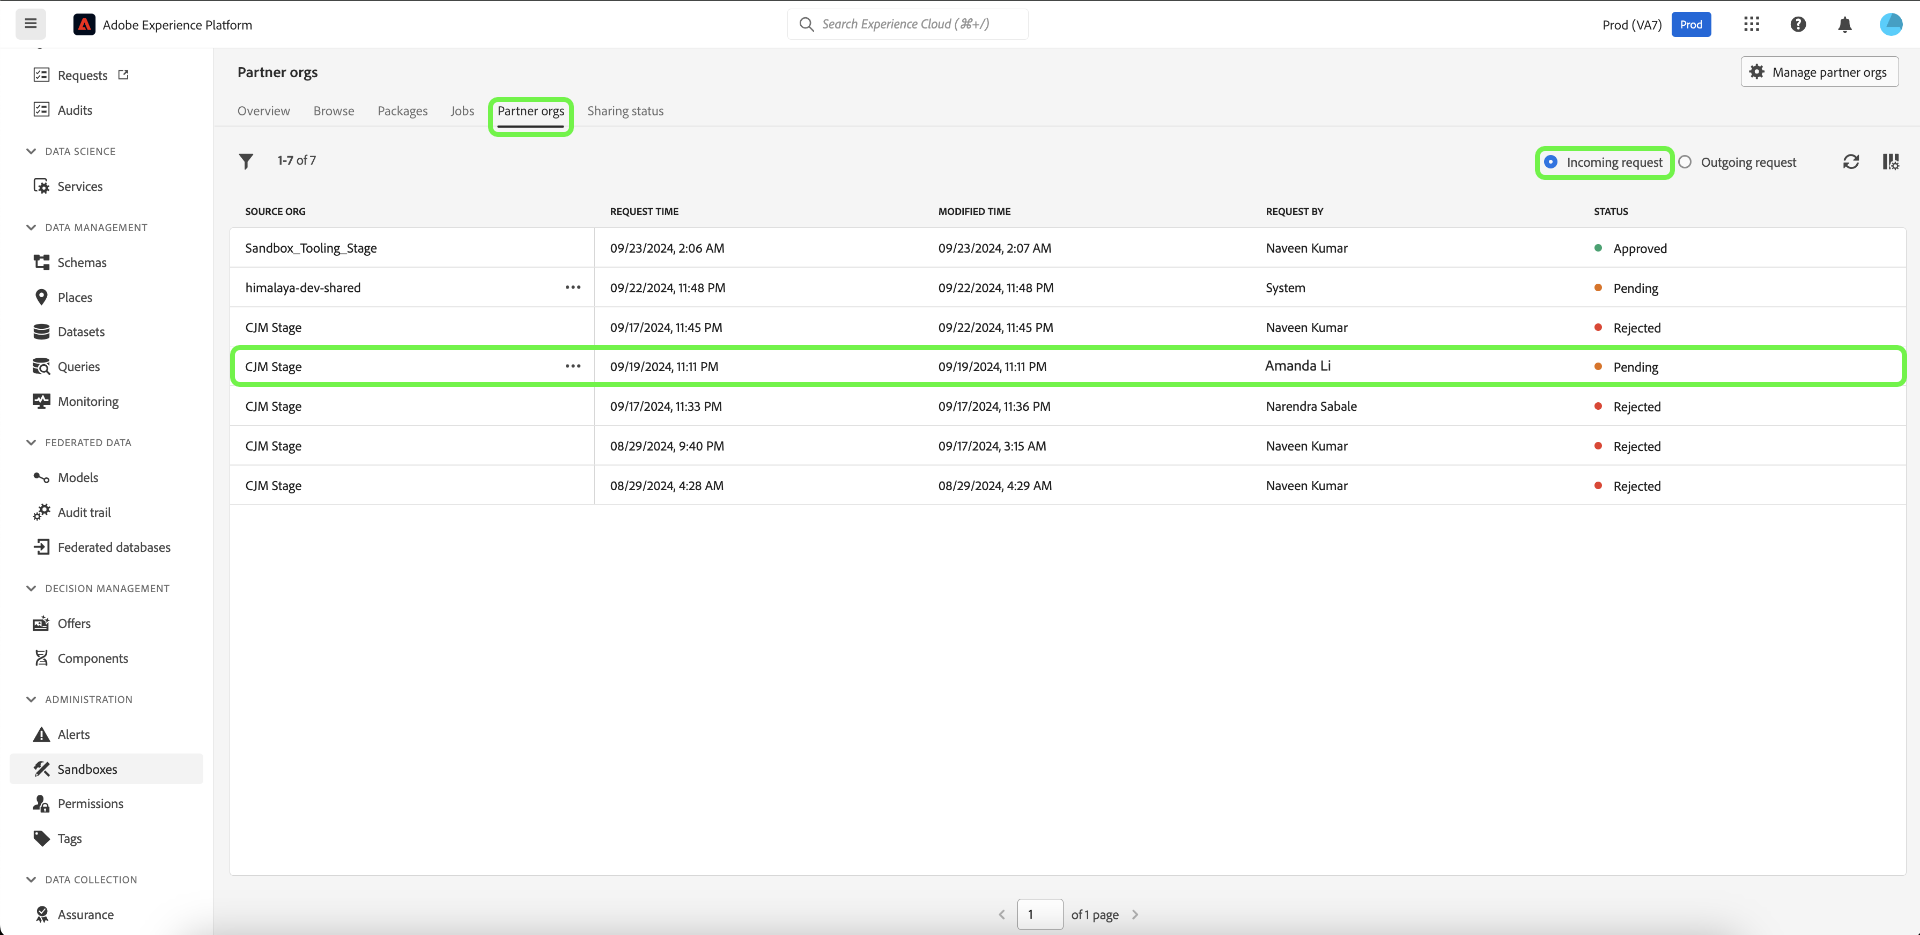 Adobe Experience Platform
Search Experience Cloud (⌘+/)
Prod (VA7)
Prod
Requests
Audits
DATA SCIENCE
Services
DATA MANAGEMENT
Schemas
Places
Datasets
Queries
Monitoring
FEDERATED DATA
Models
Audit trail
Federated databases
DECISION MANAGEMENT
Offers
Components
ADMINISTRATION
Alerts
Sandboxes
Permissions
Tags
DATA COLLECTION
Assurance
Partner orgs
Manage partner orgs
Overview Browse Packages Jobs Partner orgs Sharing status
1-7 of 7
Incoming request Outgoing request
SOURCE ORG REQUEST TIME MODIFIED TIME REQUEST BY STATUS
Sandbox_Tooling_Stage 09/23/2024, 2:06 AM 09/23/2024, 2:07 AM Naveen Kumar Approved
himalaya-dev-shared ••• 09/22/2024, 11:48 PM 09/22/2024, 11:48 PM System Pending
CJM Stage 09/17/2024, 11:45 PM 09/22/2024, 11:45 PM Naveen Kumar Rejected
CJM Stage ••• 09/19/2024, 11:11 PM 09/19/2024, 11:11 PM Amanda Li Pending
CJM Stage 09/17/2024, 11:33 PM 09/17/2024, 11:36 PM Narendra Sabale Rejected
CJM Stage 08/29/2024, 9:40 PM 09/17/2024, 3:15 AM Naveen Kumar Rejected
CJM Stage 08/29/2024, 4:28 AM 08/29/2024, 4:29 AM Naveen Kumar Rejected
1 of 1 page